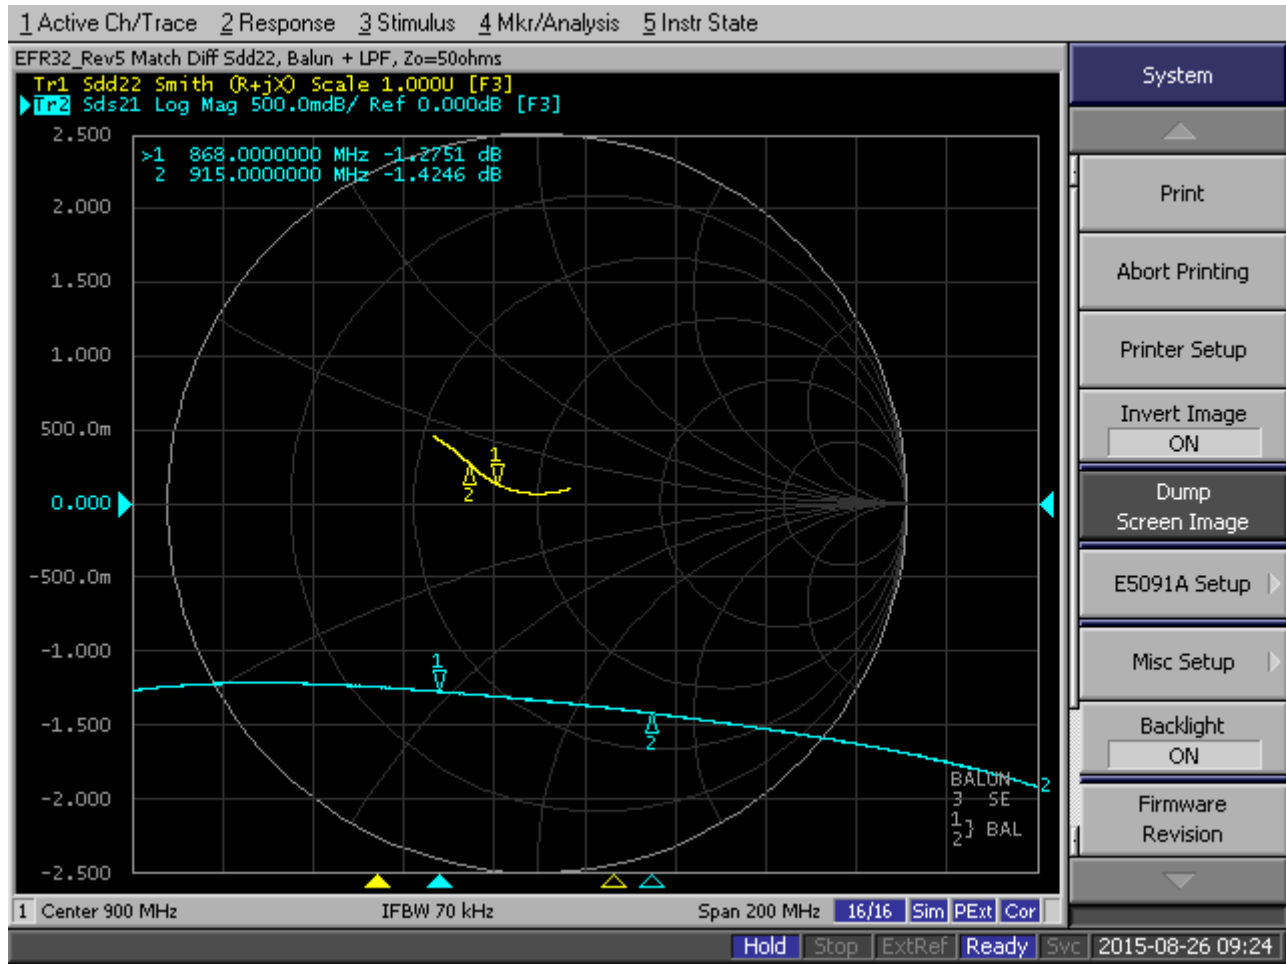 1 Active Ch/Trace 2 Response 3 Stimulus 4 Mkr/Analysis 5 Instr State
EFR32_Rev5 Match Diff Sdd22, Balun + LPF, Zo=50ohms
Tr1 Sdd22 Smith (R+jX) Scale 1.000U [F3]
Tr2 Sds21 Log Mag 500.0mdB/ Ref 0.000dB [F3]
2.500
>1 868.0000000 MHz -1.2751 dB
2 915.0000000 MHz -1.4246 dB
2.000
1.500
1.000
500.0m
0.000
-500.0m
-1.000
-1.500
-2.000
-2.500
1
2
1
2
2
BALUN
3 SE
1
2} BAL
1 Center 900 MHz IFBW 70 kHz Span 200 MHz 16/16 Sim PExt Cor
Hold Stop ExtRef Ready Svc 2015-08-26 09:24
System
Print
Abort Printing
Printer Setup
Invert Image
ON
Dump
Screen Image
E5091A Setup
Misc Setup
Backlight
ON
Firmware
Revision